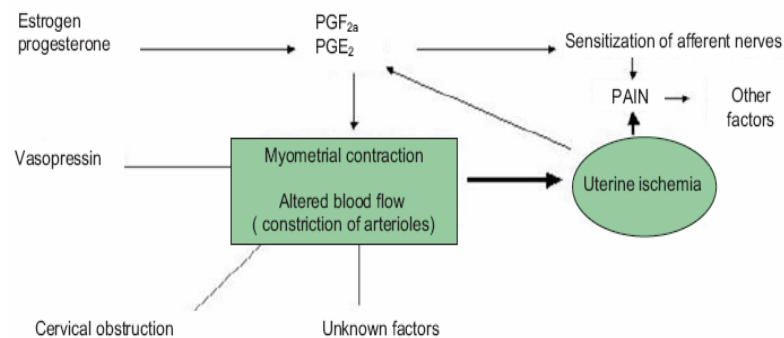 Estrogen
progesterone
PGF2a
PGE2
Sensitization of afferent nerves
PAIN
Other
factors
Vasopressin
Myometrial contraction
Altered blood flow
( constriction of arterioles)
Uterine ischemia
Cervical obstruction
Unknown factors